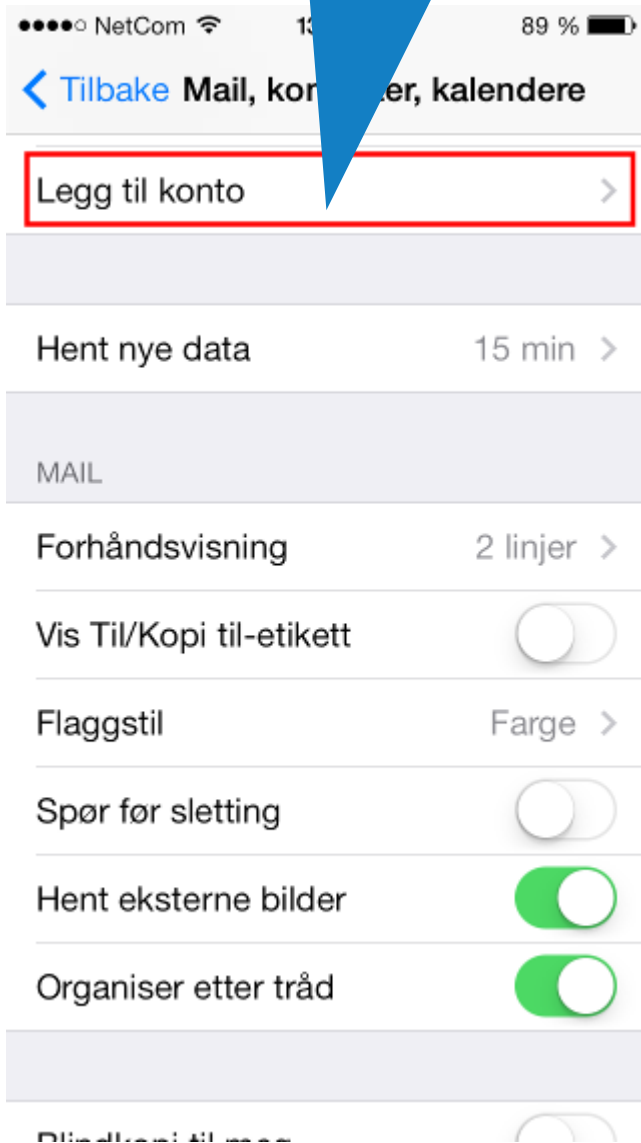 NetCom 89 %
Tilbake Mail, kalendere
Legg til konto
Hent nye data 15 min
MAIL
Forhåndsvisning 2 linjer
Vis Til/Kopi til-etikett
Flaggstil Farge
Spør før sletting
Hent eksterne bilder
Organiser etter tråd